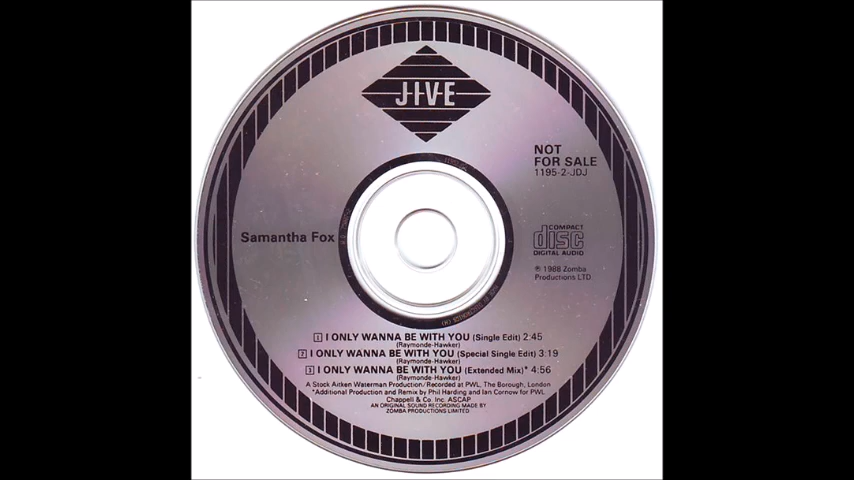 JIVE
NOT
FOR SALE
1195-2-JDJ
Samantha Fox
COMPACT
disc
DIGITAL AUDIO
℗ 1988 Zomba
Productions LTD.
1 I ONLY WANNA BE WITH YOU (Single Edit) 2:45
(Raymonde-Hawker)
2 I ONLY WANNA BE WITH YOU (Special Single Edit) 3:19
(Raymonde-Hawker)
3 I ONLY WANNA BE WITH YOU (Extended Mix)* 4:56
(Raymonde-Hawker)
A Stock Aitken Waterman Production/Recorded at PWL, The Borough, London
*Additional Production and Remix by Phil Harding and Ian Curnow for PWL
Chappell & Co. Inc. ASCAP
AN ORIGINAL SOUND RECORDING MADE BY
ZOMBA PRODUCTIONS LIMITED